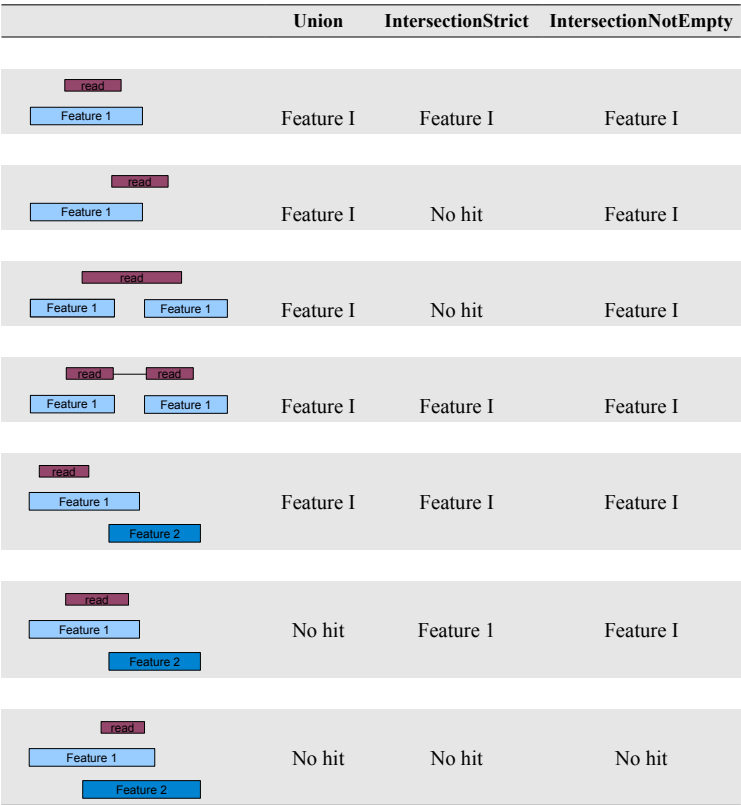 Union IntersectionStrict IntersectionNotEmpty
read
Feature 1
Feature I Feature I Feature I
read
Feature 1
Feature I No hit Feature I
read
Feature 1 Feature 1
Feature I No hit Feature I
read read
Feature 1 Feature 1
Feature I Feature I Feature I
read
Feature 1
Feature I Feature I Feature I
Feature 2
read
Feature 1
No hit Feature 1 Feature I
Feature 2
read
Feature 1
No hit No hit No hit
Feature 2